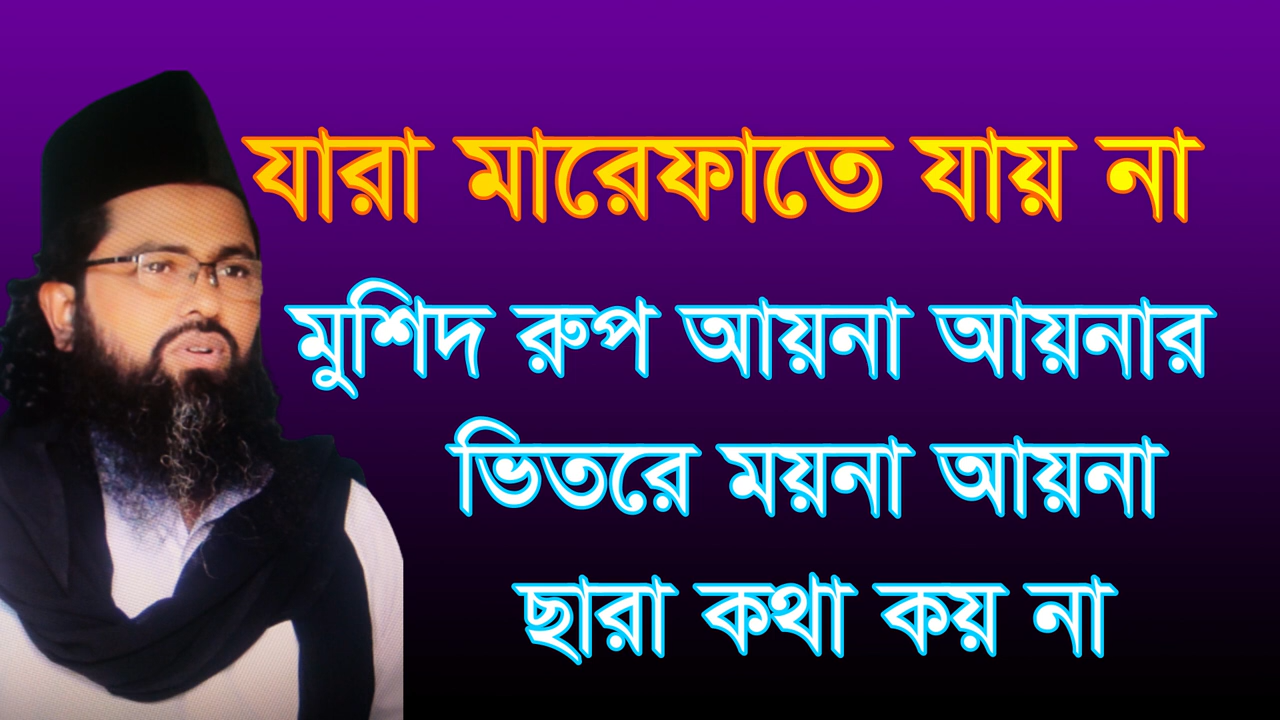 যারা মারেফাতে যায় না
মুশিদ রুপ আয়না আয়নার
ভিতরে ময়না আয়না
ছারা কথা কয় না